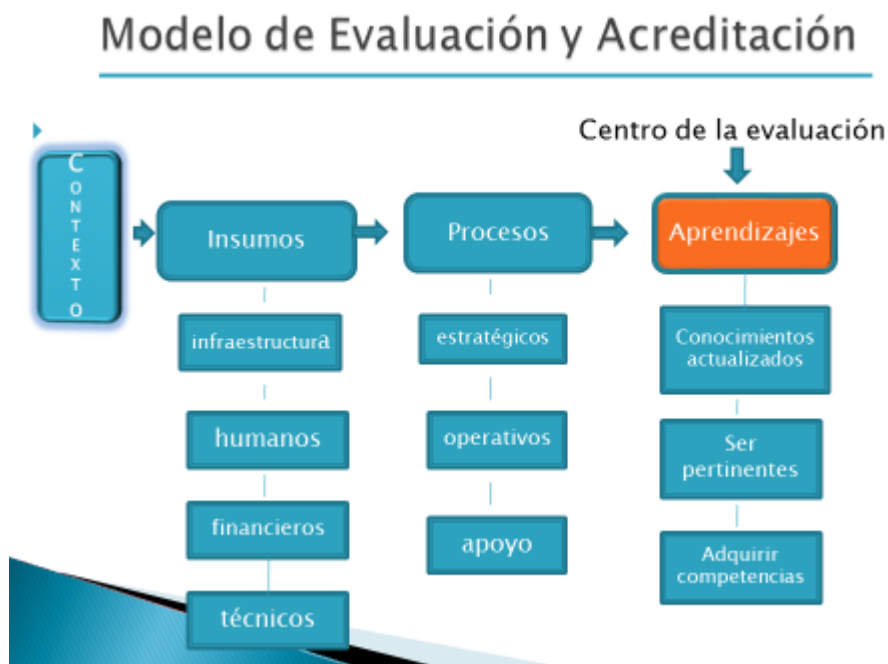 Modelo de Evaluación y Acreditación
Centro de la evaluación
CONTEXTO
Insumos
Procesos
Aprendizajes
infraestructura
humanos
financieros
técnicos
estratégicos
operativos
apoyo
Conocimientos
actualizados
Ser
pertinentes
Adquirir
competencias